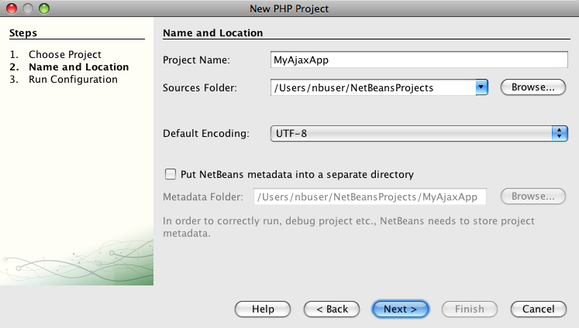 New PHP Project
Steps
1. Choose Project
2. Name and Location
3. Run Configuration
Name and Location
Project Name: MyAjaxApp
Sources Folder: /Users/nbuser/NetBeansProjects Browse...
Default Encoding: UTF-8
Put NetBeans metadata into a separate directory
Metadata Folder: /Users/nbuser/NetBeansProjects/MyAjaxApp Browse...
In order to correctly run, debug project etc., NetBeans needs to store project
metadata.
Help < Back Next > Finish Cancel